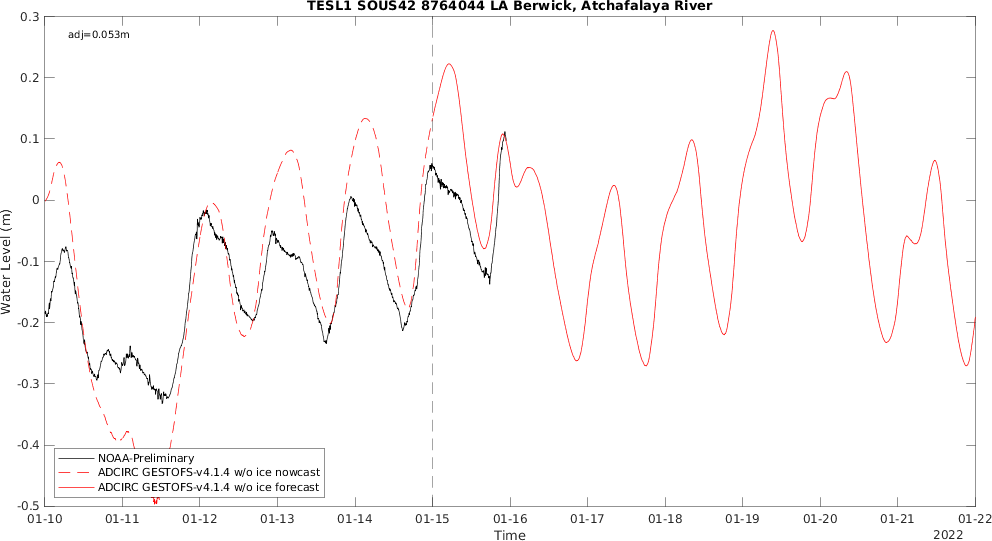 TESL1 SOUS42 8764044 LA Berwick, Atchafalaya River
adj=0.053m
0.3
0.2
0.1
0
-0.1
-0.2
-0.3
-0.4
-0.5
Water Level (m)
NOAA-Preliminary
ADCIRC GESTOFS-v4.1.4 w/o ice nowcast
ADCIRC GESTOFS-v4.1.4 w/o ice forecast
01-10 01-11 01-12 01-13 01-14 01-15 01-16 01-17 01-18 01-19 01-20 01-21 01-22
Time
2022